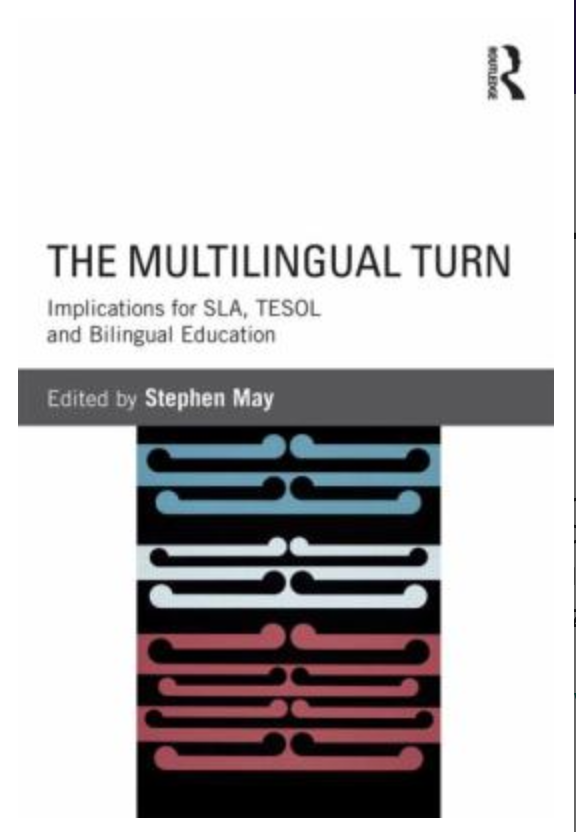 ROUTLEDGE
THE MULTILINGUAL TURN
Implications for SLA, TESOL
and Bilingual Education
Edited by Stephen May